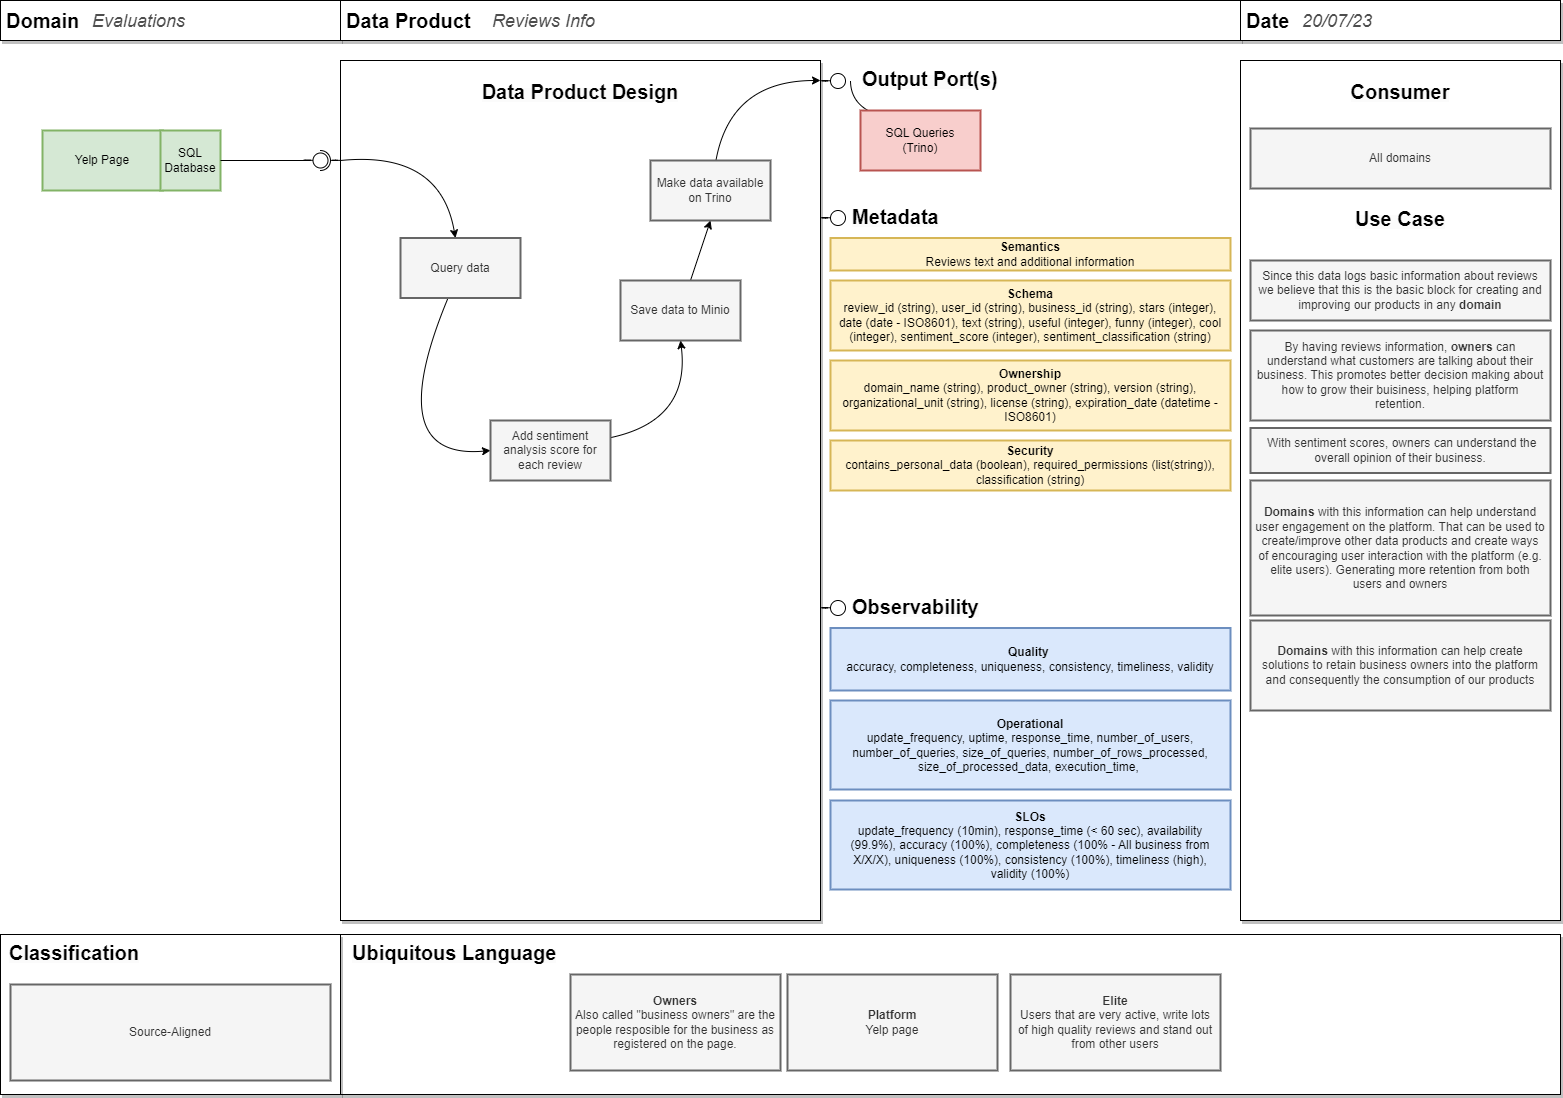 Domain Evaluations
Data Product Reviews Info
Date 20/07/23
Yelp Page
SQL
Database
Data Product Design
Query data
Add sentiment
analysis score for
each review
Save data to Minio
Make data available
on Trino
Output Port(s)
SQL Queries
(Trino)
Metadata
Semantics
Reviews text and additional information
Schema
review_id (string), user_id (string), business_id (string), stars (integer),
date (date - ISO8601), text (string), useful (integer), funny (integer), cool
(integer), sentiment_score (integer), sentiment_classification (string)
Ownership
domain_name (string), product_owner (string), version (string),
organizational_unit (string), license (string), expiration_date (datetime -
ISO8601)
Security
contains_personal_data (boolean), required_permissions (list(string)),
classification (string)
Observability
Quality
accuracy, completeness, uniqueness, consistency, timeliness, validity
Operational
update_frequency, uptime, response_time, number_of_users,
number_of_queries, size_of_queries, number_of_rows_processed,
size_of_processed_data, execution_time,
SLOs
update_frequency (10min), response_time (< 60 sec), availability
(99.9%), accuracy (100%), completeness (100% - All business from
X/X/X), uniqueness (100%), consistency (100%), timeliness (high),
validity (100%)
Consumer
All domains
Use Case
Since this data logs basic information about reviews
we believe that this is the basic block for creating and
improving our products in any domain
By having reviews information, owners can
understand what customers are talking about their
business. This promotes better decision making about
how to grow their business, helping platform
retention.
With sentiment scores, owners can understand the
overall opinion of their business.
Domains with this information can help understand
user engagement on the platform. That can be used to
create/improve other data products and create ways
of encouraging user interaction with the platform (e.g.
elite users). Generating more retention from both
users and owners
Domains with this information can help create
solutions to retain business owners into the platform
and consequently the consumption of our products
Classification
Source-Aligned
Ubiquitous Language
Owners
Also called "business owners" are the
people resposible for the business as
registered on the page.
Platform
Yelp page
Elite
Users that are very active, write lots
of high quality reviews and stand out
from other users